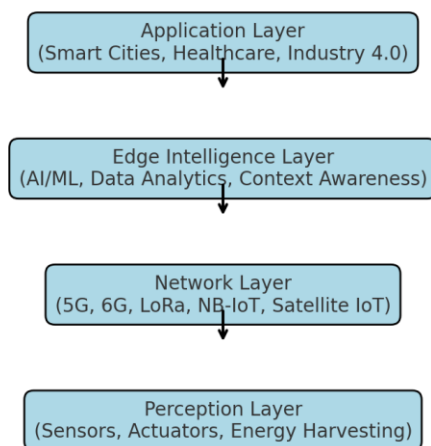 Application Layer
(Smart Cities, Healthcare, Industry 4.0)
Edge Intelligence Layer
(AI/ML, Data Analytics, Context Awareness)
Network Layer
(5G, 6G, LoRa, NB-IoT, Satellite IoT)
Perception Layer
(Sensors, Actuators, Energy Harvesting)